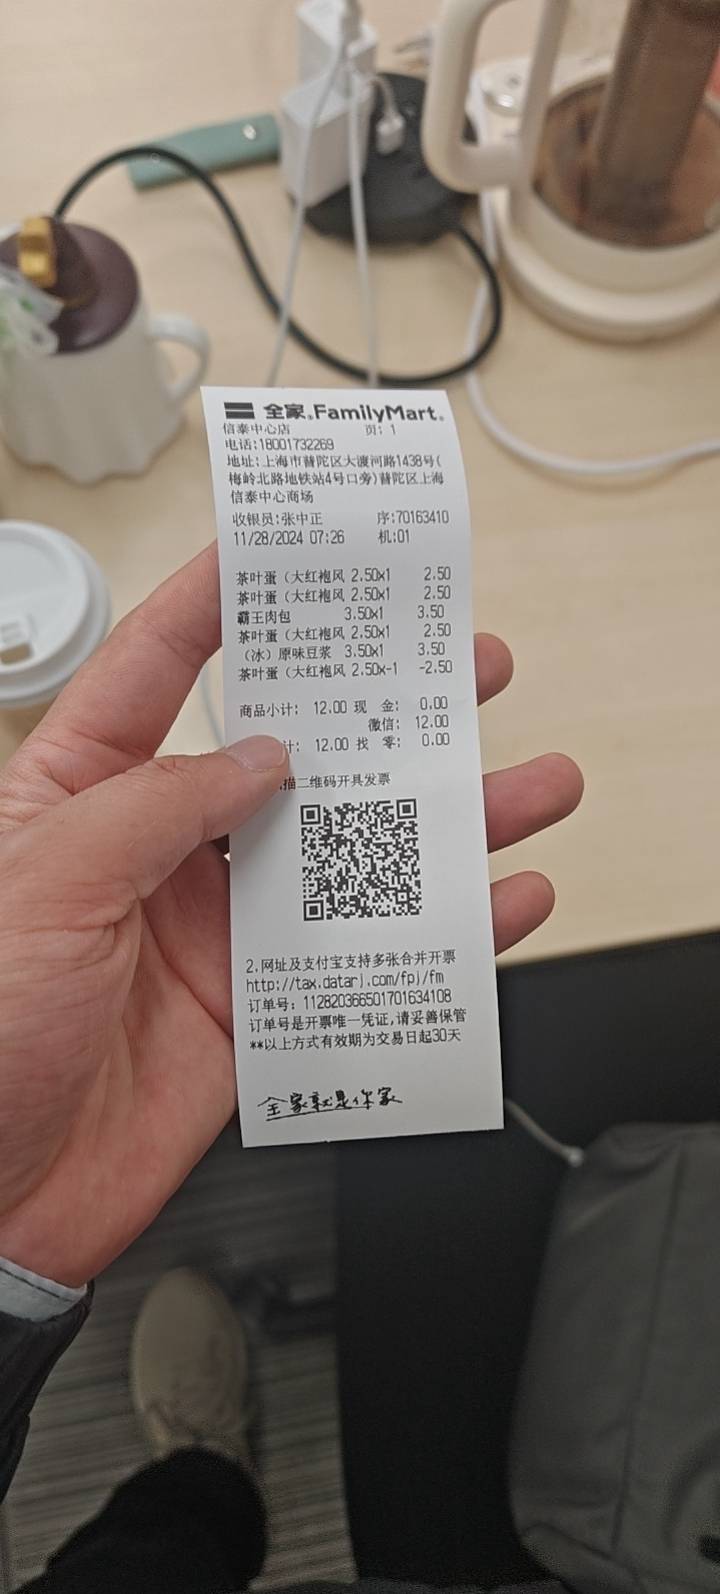 全家 FamilyMart
信泰中心店 页: 1
电话:18001732269
地址:上海市普陀区大渡河路1438号(
梅岭北路地铁站4号口旁)普陀区上海
信泰中心商场
收银员:张中正 序:70163410
11/28/2024 07:26 机:01
茶叶蛋（大红袍风 2.50x1 2.50
茶叶蛋（大红袍风 2.50x1 2.50
霸王肉包 3.50x1 3.50
茶叶蛋（大红袍风 2.50x1 2.50
（冰）原味豆浆 3.50x1 3.50
茶叶蛋（大红袍风 2.50x-1 -2.50
商品小计: 12.00 现 金: 0.00
微信: 12.00
计: 12.00 找 零: 0.00
描二维码开具发票
2.网址及支付宝支持多张合并开票
http://tax.datarj.com/fpj/fm
订单号: 112820366501701634108
订单号是开票唯一凭证,请妥善保管
**以上方式有效期为交易日起30天
全家就是你家